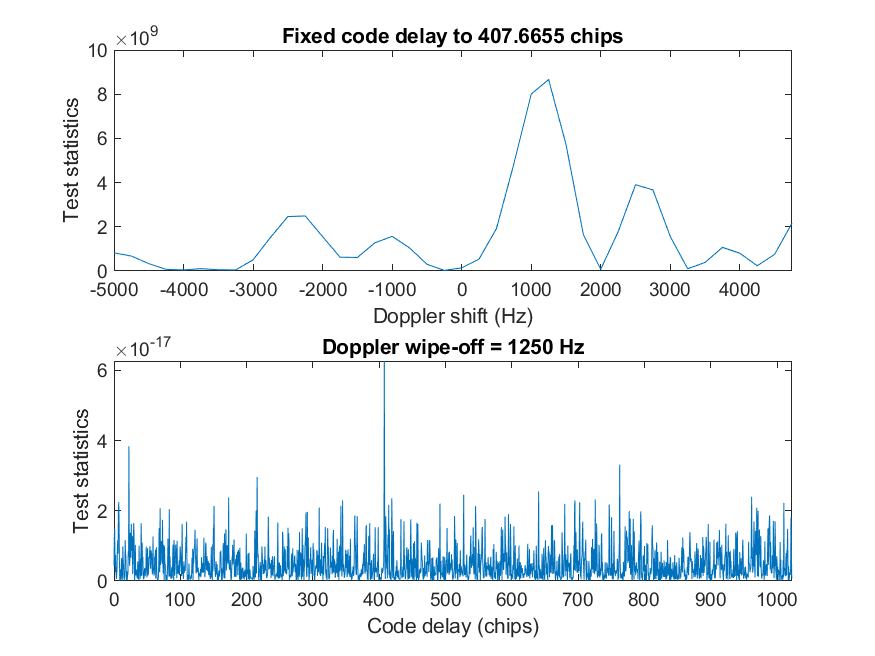 ×10^9
Fixed code delay to 407.6655 chips
10
8
6
4
2
0
Test statistics
-5000 -4000 -3000 -2000 -1000 0 1000 2000 3000 4000
Doppler shift (Hz)
×10^-17
Doppler wipe-off = 1250 Hz
6
4
2
0
Test statistics
0 100 200 300 400 500 600 700 800 900 1000
Code delay (chips)